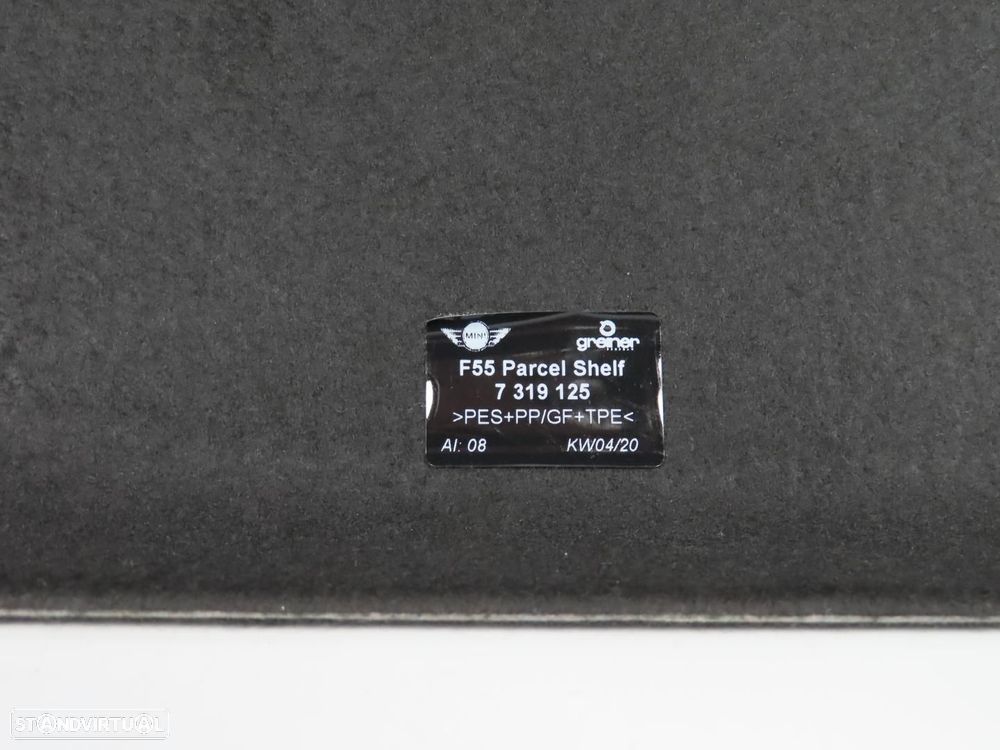 MINI
greiner
F55 Parcel Shelf
7 319 125
>PES+PP/GF+TPE<
AI: 08 KW04/20
STANDVIRTUAL